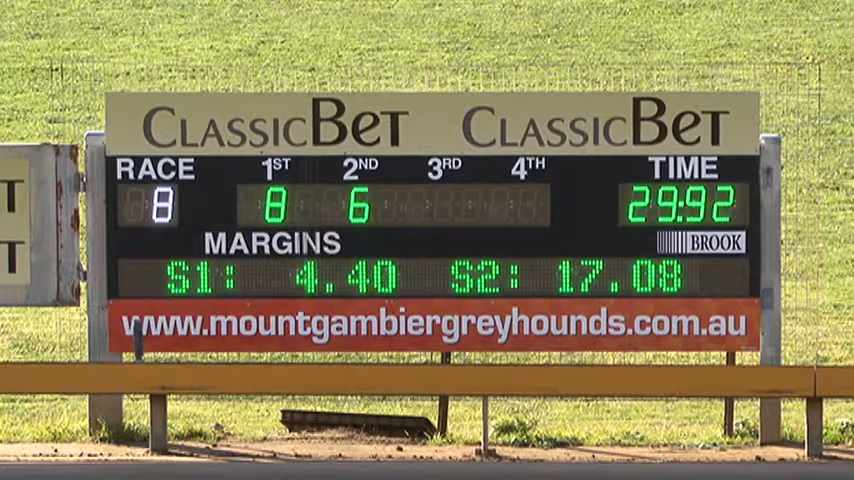 CLASSICBET CLASSICBET
RACE 1ST 2ND 3RD 4TH TIME
8 8 6 29:92
MARGINS BROOK
S1: 4.40 S2: 17.08
www.mountgambiergreyhounds.com.au
T
T